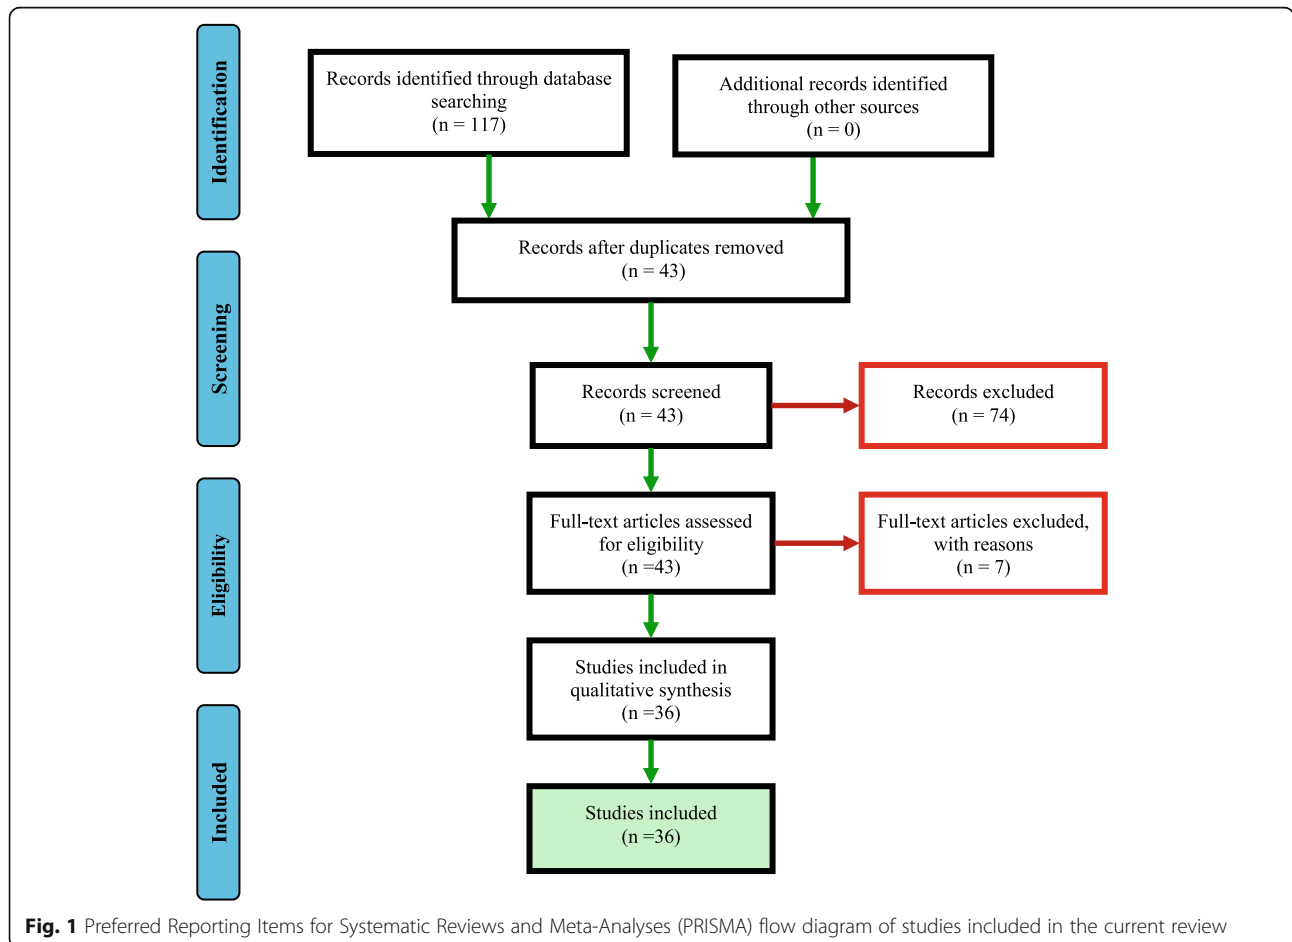 Identification
Records identified through database
searching
(n = 117)
Additional records identified
through other sources
(n = 0)
Records after duplicates removed
(n = 43)
Screening
Records screened
(n = 43)
Records excluded
(n = 74)
Eligibility
Full-text articles assessed
for eligibility
(n =43)
Full-text articles excluded,
with reasons
(n = 7)
Studies included in
qualitative synthesis
(n =36)
Included
Studies included
(n =36)
Fig. 1 Preferred Reporting Items for Systematic Reviews and Meta-Analyses (PRISMA) flow diagram of studies included in the current review